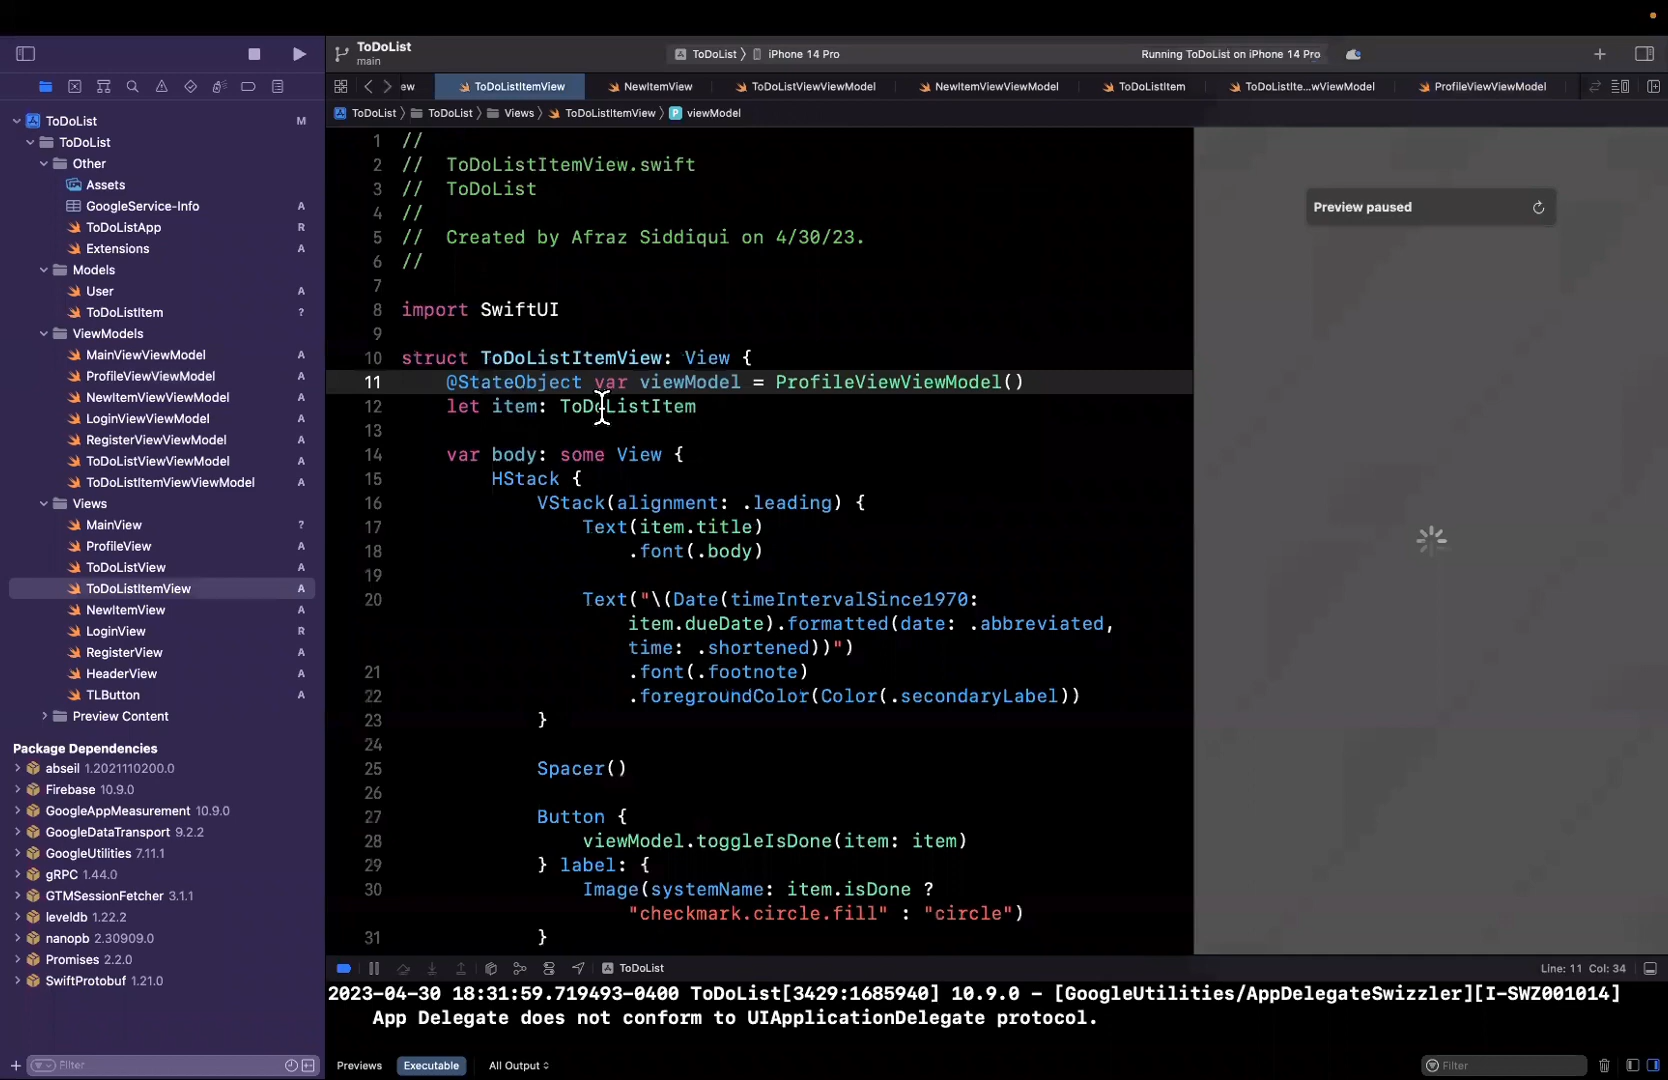 ToDoList
main
ToDoList
iPhone 14 Pro
Running ToDoList on iPhone 14 Pro
ew
ToDoListItemView
NewItemView
ToDoListViewViewModel
NewItemViewViewModel
ToDoListItem
ToDoListIte...wViewModel
ProfileViewViewModel
ToDoList
ToDoList
Views
ToDoListItemView
P viewModel
ToDoList M
ToDoList
Other
Assets
GoogleService-Info A
ToDoListApp R
Extensions A
Models
User A
ToDoListItem ?
ViewModels
MainViewViewModel A
ProfileViewViewModel A
NewItemViewViewModel A
LoginViewViewModel A
RegisterViewViewModel A
ToDoListViewViewModel A
ToDoListItemViewViewModel A
Views
MainView ?
ProfileView A
ToDoListView A
ToDoListItemView A
NewItemView A
LoginView R
RegisterView A
HeaderView A
TLButton A
Preview Content
Package Dependencies
abseil 1.2021110200.0
Firebase 10.9.0
GoogleAppMeasurement 10.9.0
GoogleDataTransport 9.2.2
GoogleUtilities 7.11.1
gRPC 1.44.0
GTMSessionFetcher 3.1.1
leveldb 1.22.2
nanopb 2.30909.0
Promises 2.2.0
SwiftProtobuf 1.21.0
Filter
1 //
2 // ToDoListItemView.swift
3 // ToDoList
4 //
5 // Created by Afraz Siddiqui on 4/30/23.
6 //
7
8 import SwiftUI
9
10 struct ToDoListItemView: View {
11 @StateObject var viewModel = ProfileViewViewModel()
12 let item: ToDoListItem
13
14 var body: some View {
15 HStack {
16 VStack(alignment: .leading) {
17 Text(item.title)
18 .font(.body)
19
20 Text("\(Date(timeIntervalSince1970:
item.dueDate).formatted(date: .abbreviated,
time: .shortened))")
21 .font(.footnote)
22 .foregroundColor(Color(.secondaryLabel))
23 }
24
25 Spacer()
26
27 Button {
28 viewModel.toggleIsDone(item: item)
29 } label: {
30 Image(systemName: item.isDone ?
"checkmark.circle.fill" : "circle")
31 }
Preview paused
ToDoList
Line: 11 Col: 34
2023-04-30 18:31:59.719493-0400 ToDoList[3429:1685940] 10.9.0 - [GoogleUtilities/AppDelegateSwizzler][I-SWZ001014]
App Delegate does not conform to UIApplicationDelegate protocol.
Previews
Executable
All Output
Filter